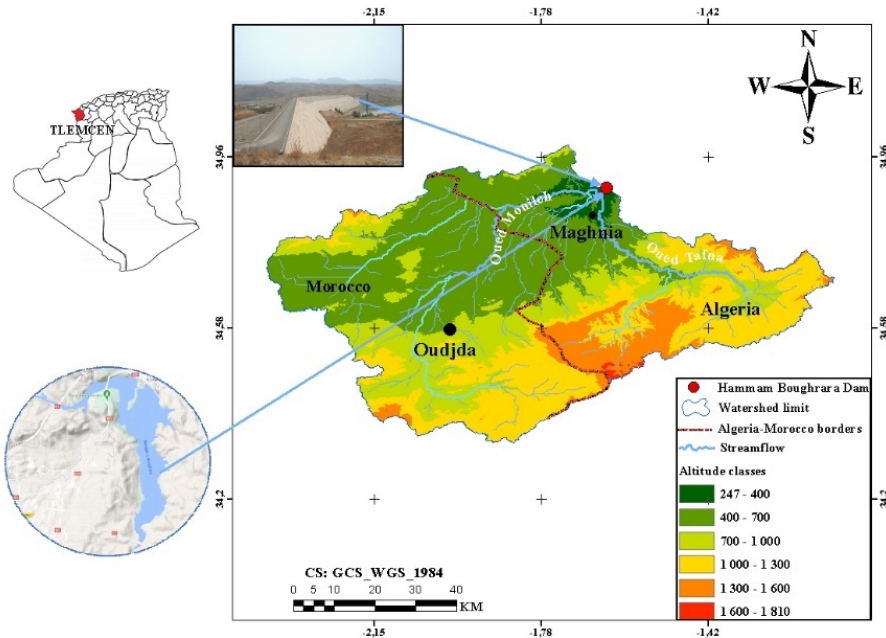 -2,15
-1,78
-1,42
N
W
E
S
TLEMCEN
34,96
34,96
Oued Mouileh
Maghnia
Oued Tafna
Morocco
Algeria
34,58
34,58
Oudjda
Hammam Boughrara Dam
Watershed limit
Algeria-Morocco borders
Streamflow
Altitude classes
247 - 400
400 - 700
700 - 1 000
1 000 - 1 300
1 300 - 1 600
1 600 - 1 810
34,2
34,2
CS: GCS_WGS_1984
0 5 10 20 30 40
KM
-2,15
-1,78
-1,42